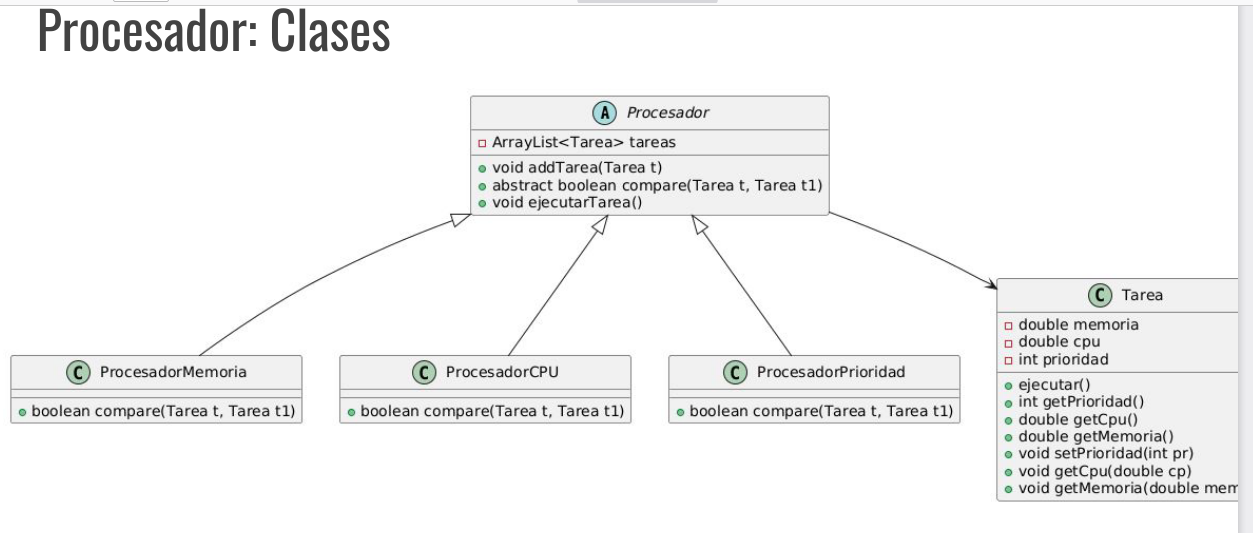 Procesador: Clases
A Procesador
ArrayList<Tarea> tareas
void addTarea(Tarea t)
abstract boolean compare(Tarea t, Tarea t1)
void ejecutarTarea()
C ProcesadorMemoria
boolean compare(Tarea t, Tarea t1)
C ProcesadorCPU
boolean compare(Tarea t, Tarea t1)
C ProcesadorPrioridad
boolean compare(Tarea t, Tarea t1)
C Tarea
double memoria
double cpu
int prioridad
ejecutar()
int getPrioridad()
double getCpu()
double getMemoria()
void setPrioridad(int pr)
void getCpu(double cp)
void getMemoria(double mem